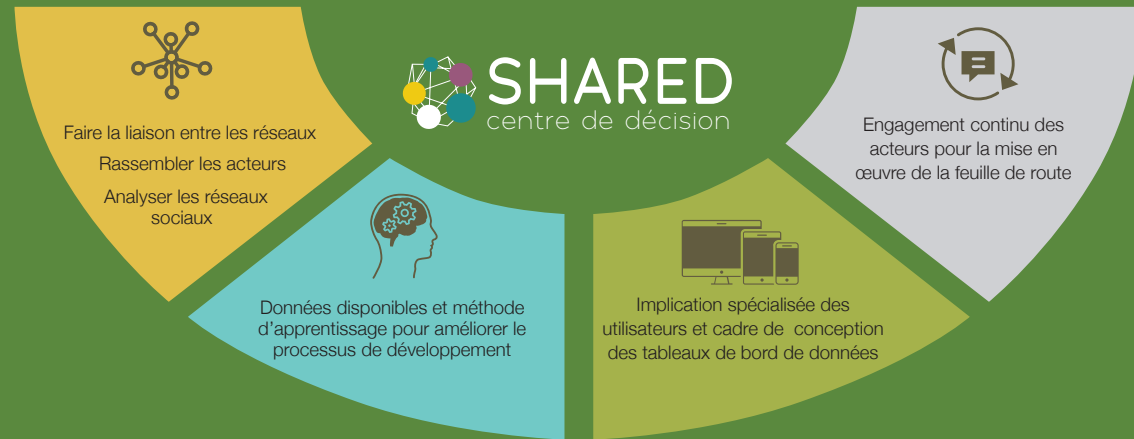 SHARED
centre de décision
Faire la liaison entre les réseaux
Rassembler les acteurs
Analyser les réseaux
sociaux
Données disponibles et méthode
d'apprentissage pour améliorer le
processus de développement
Implication spécialisée des
utilisateurs et cadre de conception
des tableaux de bord de données
Engagement continu des
acteurs pour la mise en
œuvre de la feuille de route